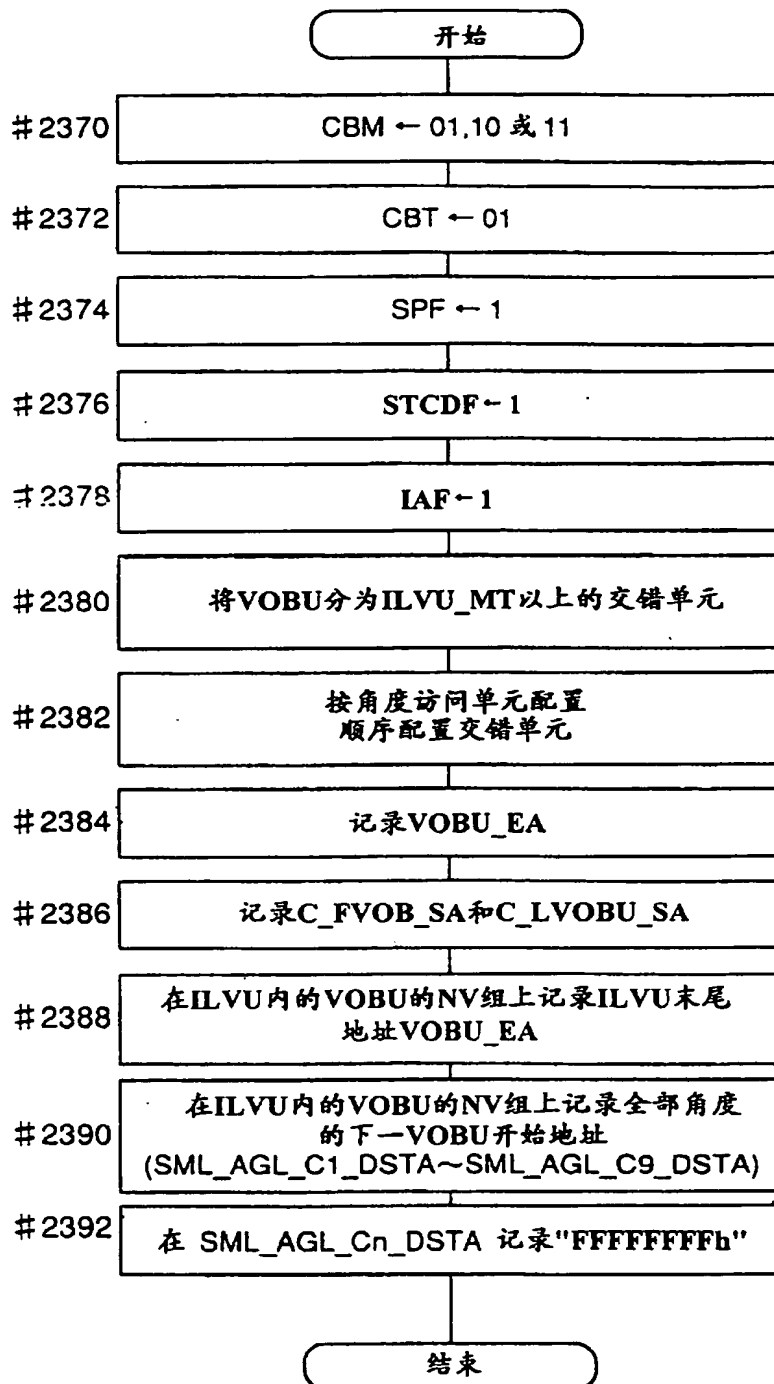 开始
#2370
CBM ← 01,10 或 11
#2372
CBT ← 01
#2374
SPF ← 1
#2376
STCDF ← 1
#2378
IAF ← 1
#2380
将VOBU分为ILVU_MT以上的交错单元
#2382
按角度访问单元配置
顺序配置交错单元
#2384
记录VOBU_EA
#2386
记录C_FVOB_SA和C_LVOBU_SA
#2388
在ILVU内的VOBU的NV组上记录ILVU末尾
地址VOBU_EA
#2390
在ILVU内的VOBU的NV组上记录全部角度
的下一VOBU开始地址
(SML_AGL_C1_DSTA~SML_AGL_C9_DSTA)
#2392
在 SML_AGL_Cn_DSTA 记录"FFFFFFFFh"
结束